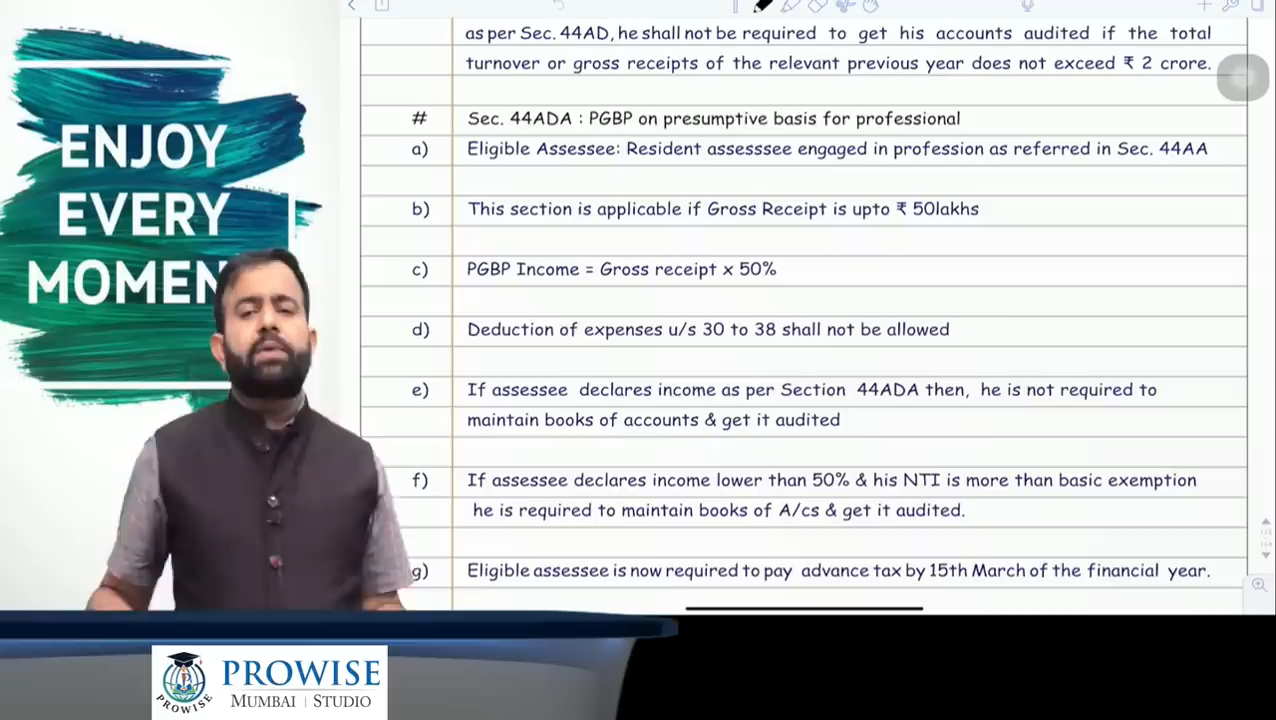 ENJOY
EVERY
MOMEN
as per Sec. 44AD, he shall not be required to get his accounts audited if the total
turnover or gross receipts of the relevant previous year does not exceed ₹ 2 crore.
# Sec. 44ADA : PGBP on presumptive basis for professional
a) Eligible Assessee: Resident assesssee engaged in profession as referred in Sec. 44AA
b) This section is applicable if Gross Receipt is upto ₹ 50lakhs
c) PGBP Income = Gross receipt x 50%
d) Deduction of expenses u/s 30 to 38 shall not be allowed
e) If assessee declares income as per Section 44ADA then, he is not required to
maintain books of accounts & get it audited
f) If assessee declares income lower than 50% & his NTI is more than basic exemption
he is required to maintain books of A/cs & get it audited.
g) Eligible assessee is now required to pay advance tax by 15th March of the financial year.
PROWISE
PROWISE
MUMBAI | STUDIO